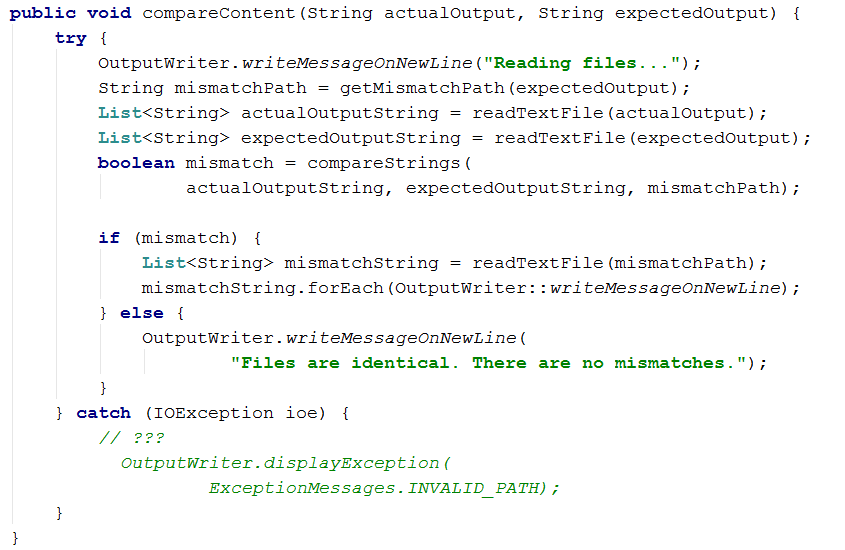 public void compareContent(String actualOutput, String expectedOutput) {
    try {
        OutputWriter.writeMessageOnNewLine("Reading files...");
        String mismatchPath = getMismatchPath(expectedOutput);
        List<String> actualOutputString = readTextFile(actualOutput);
        List<String> expectedOutputString = readTextFile(expectedOutput);
        boolean mismatch = compareStrings(
                actualOutputString, expectedOutputString, mismatchPath);

        if (mismatch) {
            List<String> mismatchString = readTextFile(mismatchPath);
            mismatchString.forEach(OutputWriter::writeMessageOnNewLine);
        } else {
            OutputWriter.writeMessageOnNewLine(
                    "Files are identical. There are no mismatches.");
        }
    } catch (IOException ioe) {
        // ???
          OutputWriter.displayException(
                  ExceptionMessages.INVALID_PATH);
    }
}